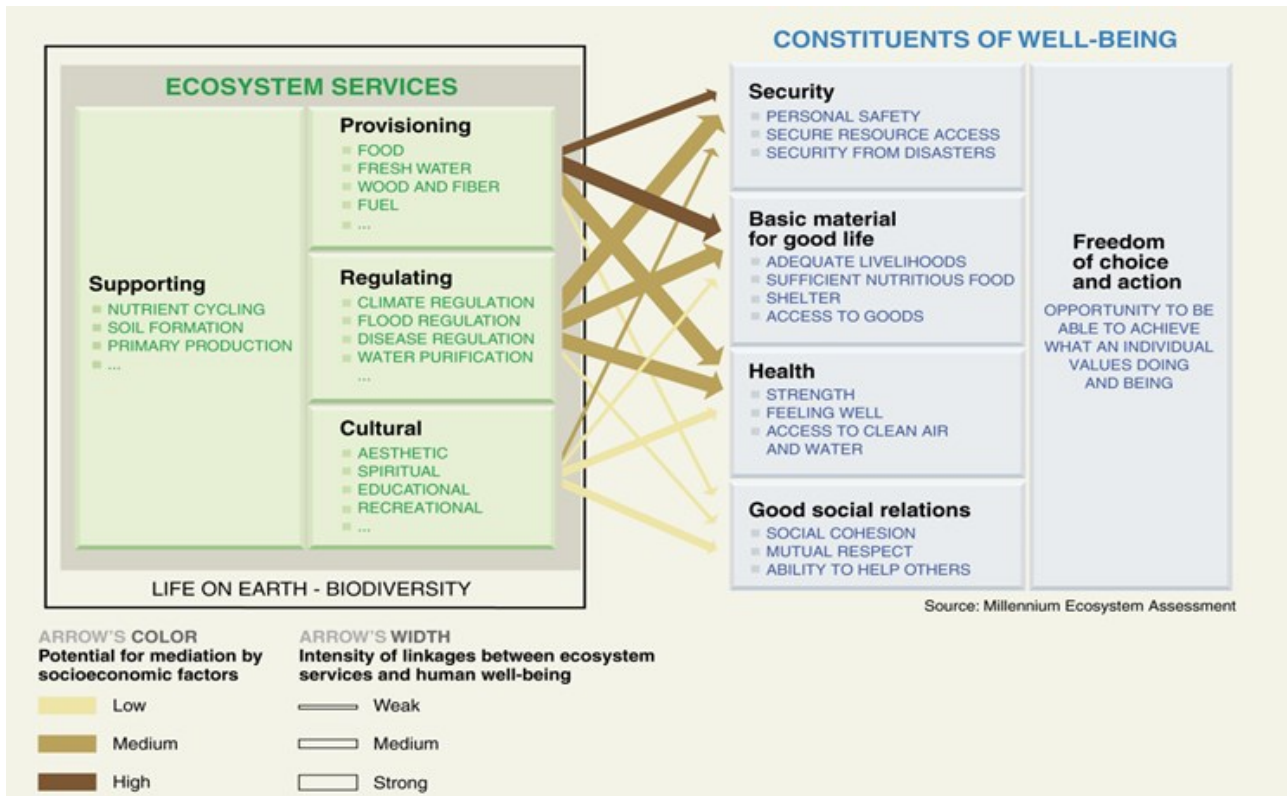 CONSTITUENTS OF WELL-BEING
ECOSYSTEM SERVICES
Supporting
NUTRIENT CYCLING
SOIL FORMATION
PRIMARY PRODUCTION
...
Provisioning
FOOD
FRESH WATER
WOOD AND FIBER
FUEL
...
Regulating
CLIMATE REGULATION
FLOOD REGULATION
DISEASE REGULATION
WATER PURIFICATION
...
Cultural
AESTHETIC
SPIRITUAL
EDUCATIONAL
RECREATIONAL
...
LIFE ON EARTH - BIODIVERSITY
Security
PERSONAL SAFETY
SECURE RESOURCE ACCESS
SECURITY FROM DISASTERS
Basic material
for good life
ADEQUATE LIVELIHOODS
SUFFICIENT NUTRITIOUS FOOD
SHELTER
ACCESS TO GOODS
Health
STRENGTH
FEELING WELL
ACCESS TO CLEAN AIR
AND WATER
Good social relations
SOCIAL COHESION
MUTUAL RESPECT
ABILITY TO HELP OTHERS
Freedom
of choice
and action
OPPORTUNITY TO BE
ABLE TO ACHIEVE
WHAT AN INDIVIDUAL
VALUES DOING
AND BEING
Source: Millennium Ecosystem Assessment
ARROW'S COLOR
Potential for mediation by
socioeconomic factors
Low
Medium
High
ARROW'S WIDTH
Intensity of linkages between ecosystem
services and human well-being
Weak
Medium
Strong